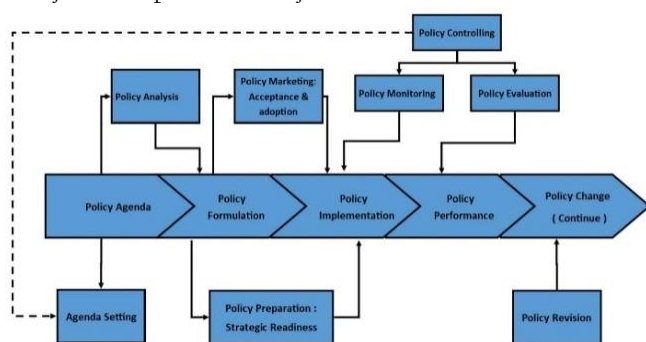 Policy Controlling
Policy Analysis
Policy Marketing:
Acceptance &
adoption
Policy Monitoring
Policy Evaluation
Policy Agenda
Policy
Formulation
Policy
Implementation
Policy
Performance
Policy Change
( Continue )
Agenda Setting
Policy Preparation :
Strategic Readiness
Policy Revision